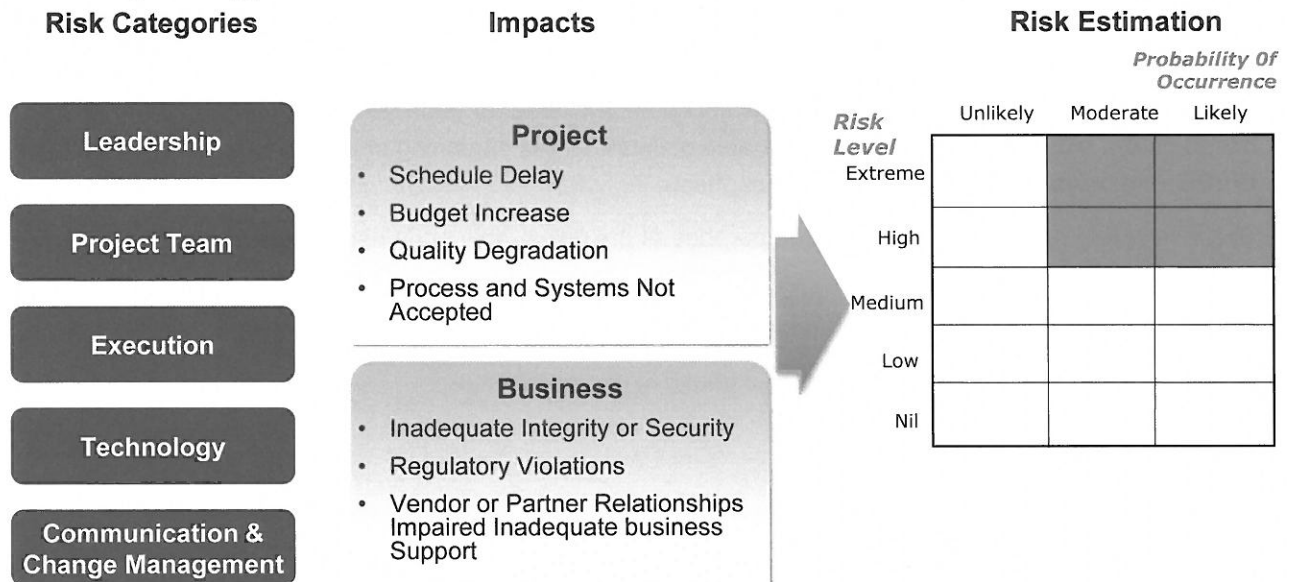 Risk Categories
Impacts
Risk Estimation
Leadership
Project Team
Execution
Technology
Communication &
Change Management
Project
• Schedule Delay
• Budget Increase
• Quality Degradation
• Process and Systems Not
Accepted
Business
• Inadequate Integrity or Security
• Regulatory Violations
• Vendor or Partner Relationships
Impaired Inadequate business
Support
Probability Of
Occurrence
Risk
Level
Unlikely Moderate Likely
Extreme
High
Medium
Low
Nil